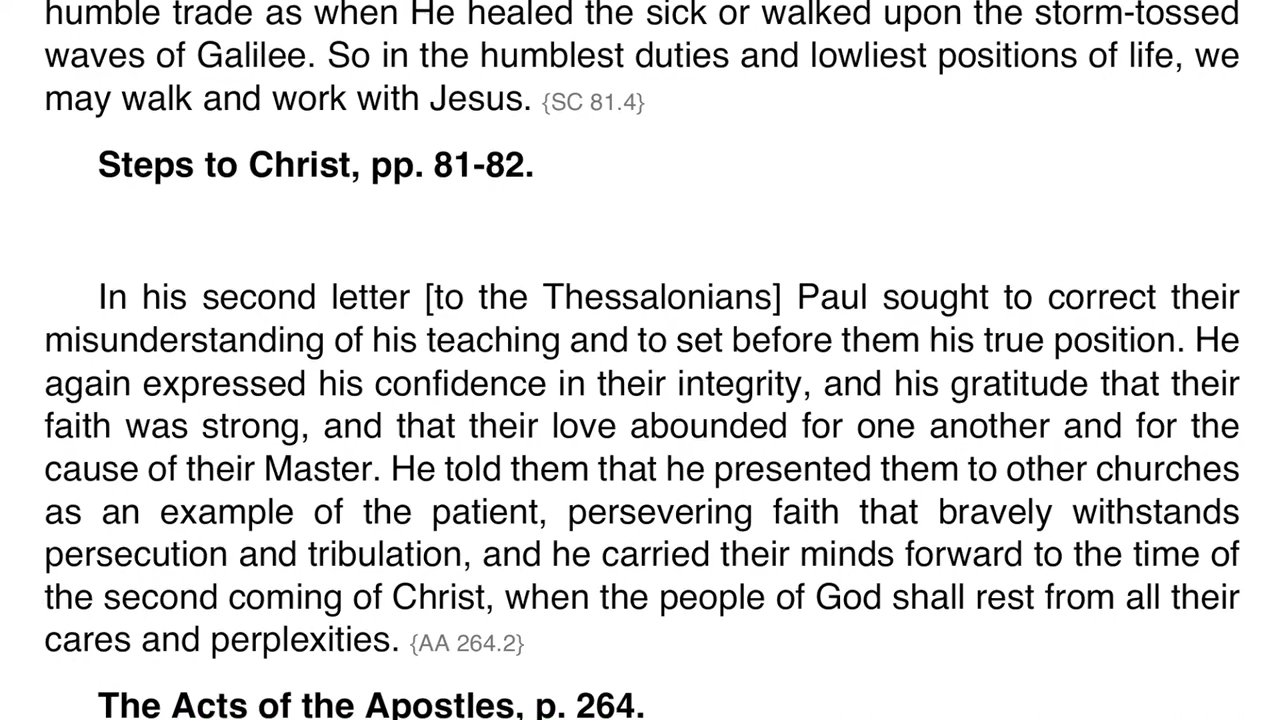 humble trade as when He healed the sick or walked upon the storm-tossed
waves of Galilee. So in the humblest duties and lowliest positions of life, we
may walk and work with Jesus. {SC 81.4}
Steps to Christ, pp. 81-82.
In his second letter [to the Thessalonians] Paul sought to correct their
misunderstanding of his teaching and to set before them his true position. He
again expressed his confidence in their integrity, and his gratitude that their
faith was strong, and that their love abounded for one another and for the
cause of their Master. He told them that he presented them to other churches
as an example of the patient, persevering faith that bravely withstands
persecution and tribulation, and he carried their minds forward to the time of
the second coming of Christ, when the people of God shall rest from all their
cares and perplexities. {AA 264.2}
The Acts of the Apostles, p. 264.